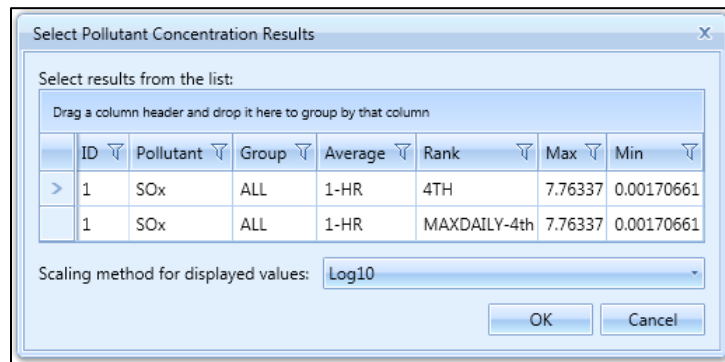 Select Pollutant Concentration Results
Select results from the list:
Drag a column header and drop it here to group by that column
ID Pollutant Group Average Rank Max Min
1 SOx ALL 1-HR 4TH 7.76337 0.00170661
1 SOx ALL 1-HR MAXDAILY-4th 7.76337 0.00170661
Scaling method for displayed values: Log10
OK Cancel